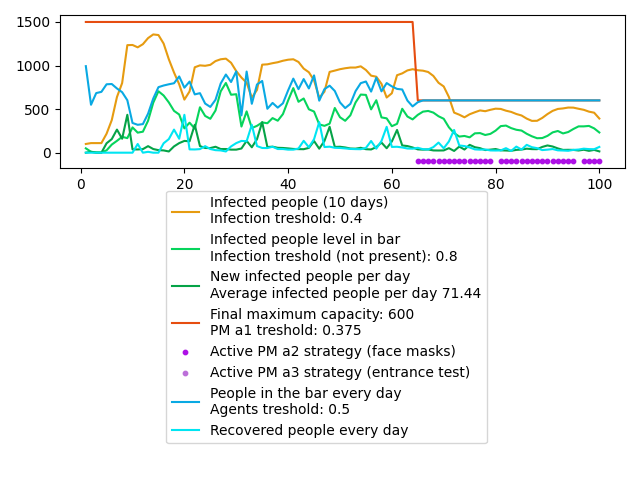 1500
1000
500
0
0
20
40
60
80
100
Infected people (10 days)
Infection treshold: 0.4
Infected people level in bar
Infection treshold (not present): 0.8
New infected people per day
Average infected people per day 71.44
Final maximum capacity: 600
PM a1 treshold: 0.375
Active PM a2 strategy (face masks)
Active PM a3 strategy (entrance test)
People in the bar every day
Agents treshold: 0.5
Recovered people every day